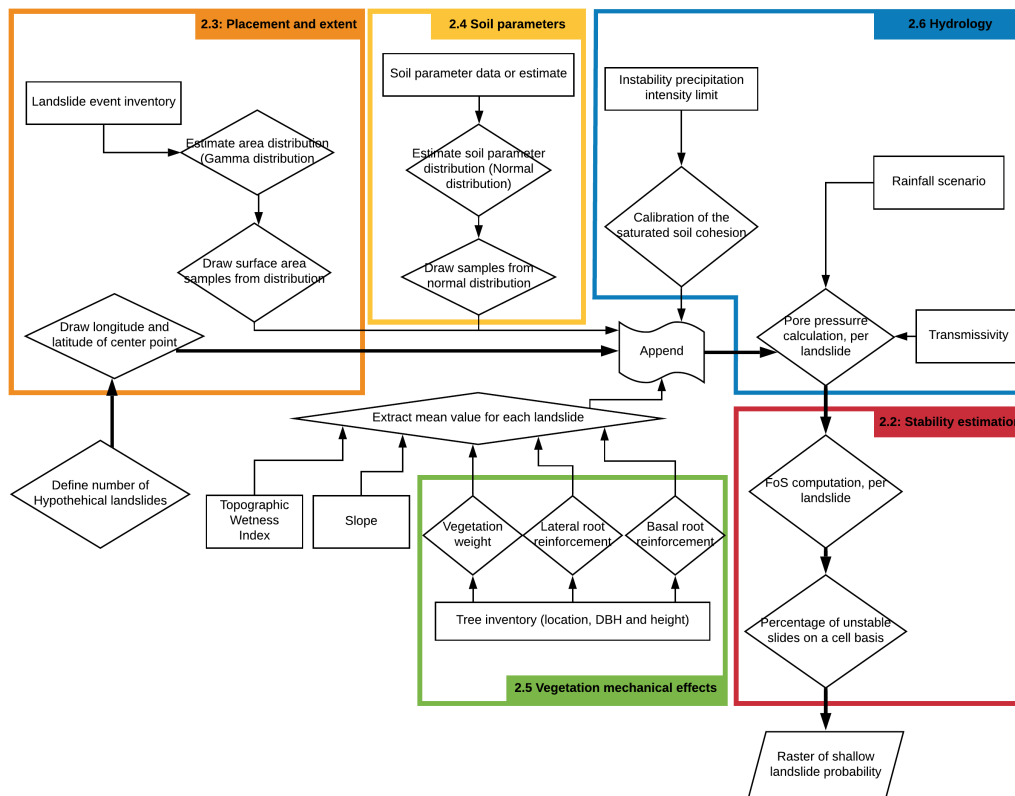 2.3: Placement and extent
Landslide event inventory
Estimate area distribution
(Gamma distribution
Draw surface area
samples from distribution
Draw longitude and
latitude of center point
Define number of
Hypothehical landslides
2.4 Soil parameters
Soil parameter data or estimate
Estimate soil parameter
distribution (Normal
distribution)
Draw samples from
normal distribution
2.6 Hydrology
Instability precipitation
intensity limit
Calibration of the
saturated soil cohesion
Rainfall scenario
Pore pressurre
calculation, per
landslide
Transmissivity
Append
Extract mean value for each landslide
Topographic
Wetness
Index
Slope
Vegetation
weight
Lateral root
reinforcement
Basal root
reinforcement
Tree inventory (location, DBH and height)
2.5 Vegetation mechanical effects
2.2: Stability estimation
FoS computation, per
landslide
Percentage of unstable
slides on a cell basis
Raster of shallow
landslide probability